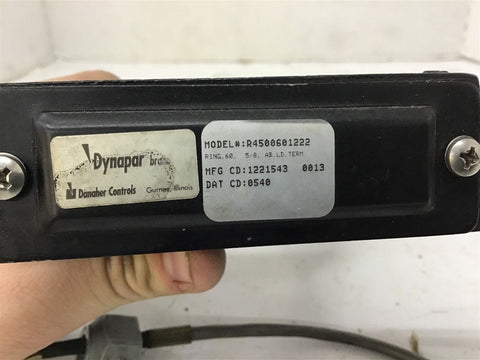 Dynapar brand
Danaher Controls Gurnee, Illinois
MODEL#:R4500601222
RING,60, 5/8, AB,LD,TERM
MFG CD:1221543 0013
DAT CD:0540